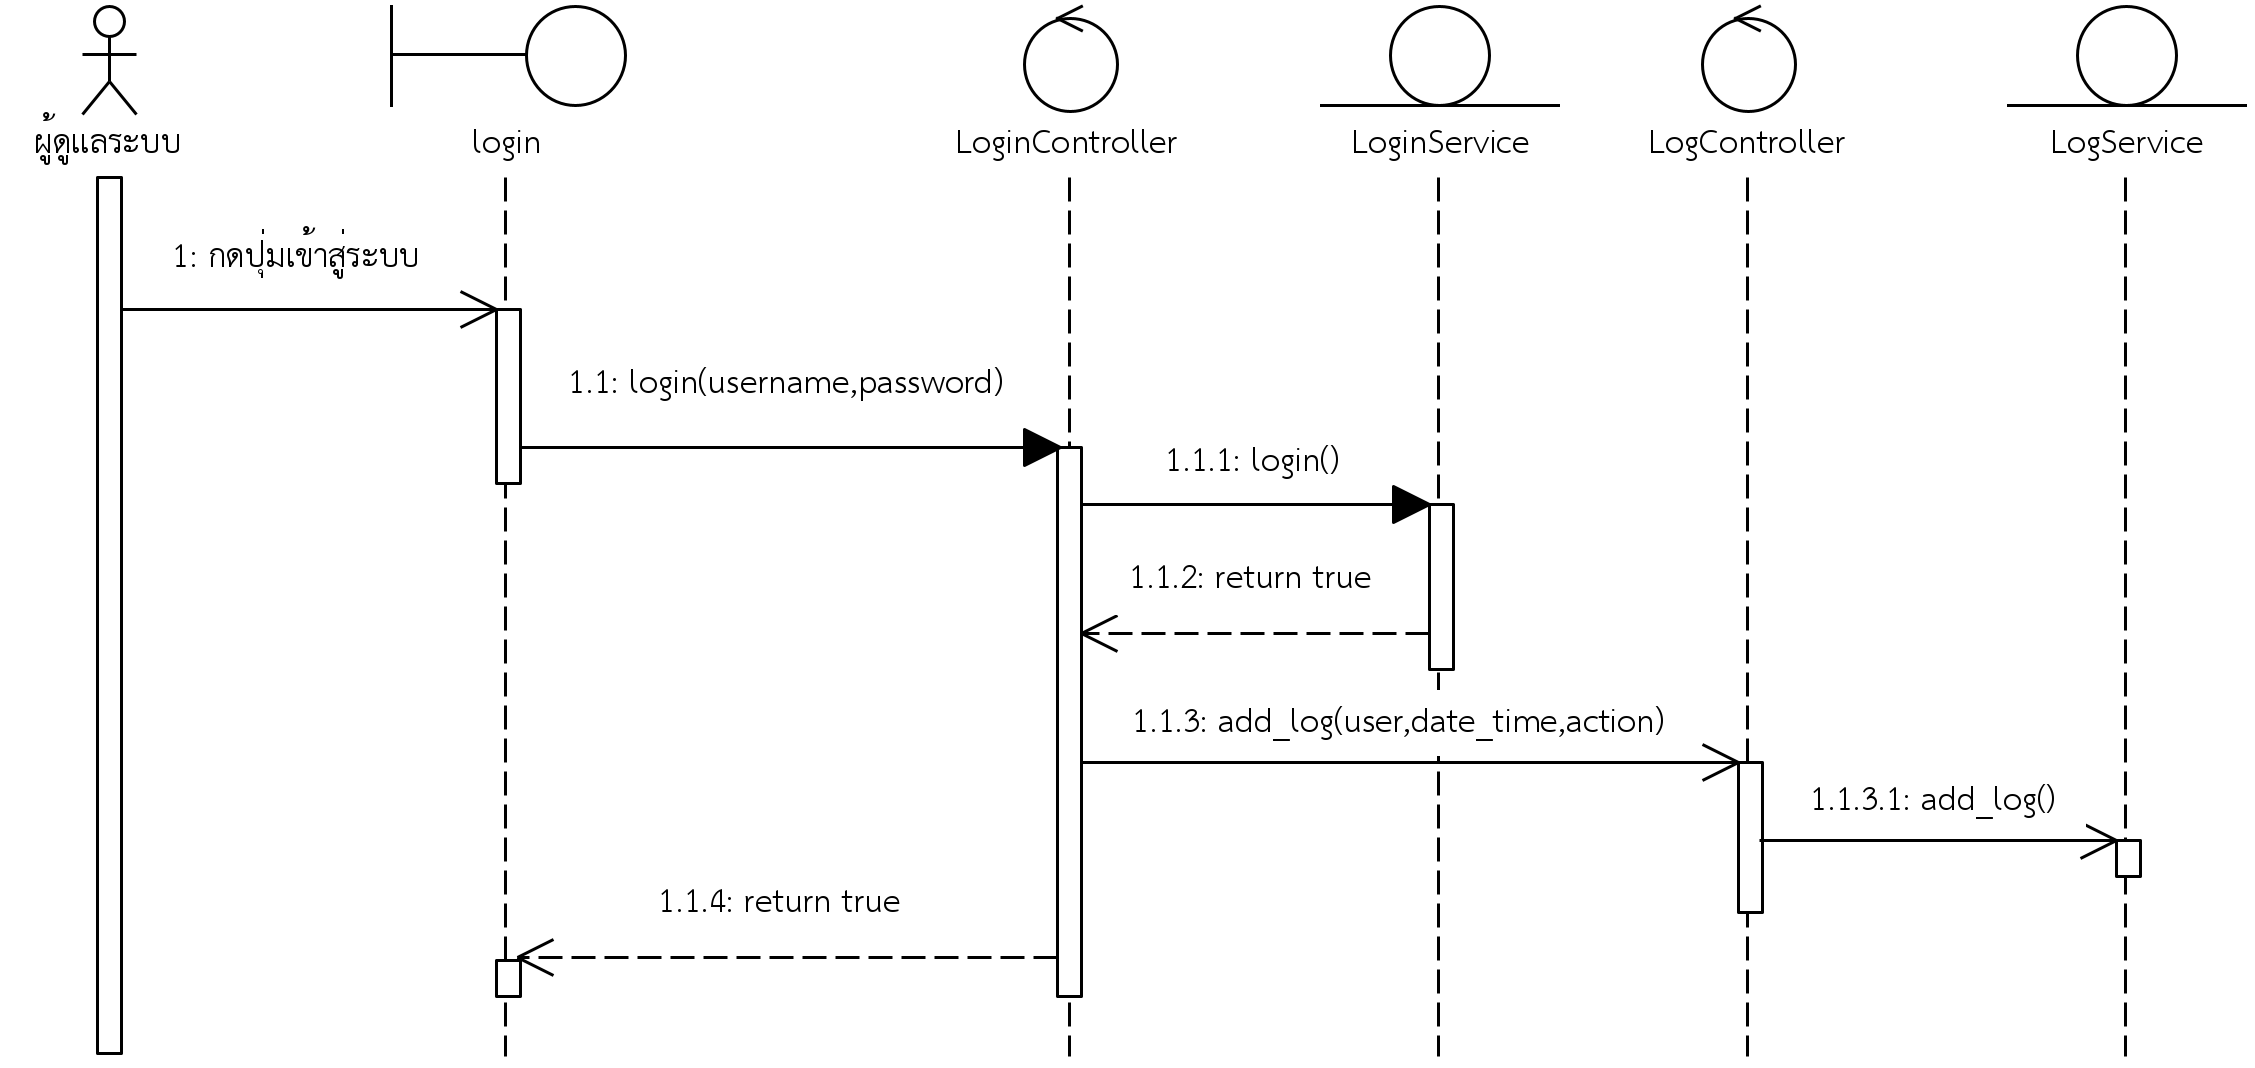 ผู้ดูแลระบบ
login
LoginController
LoginService
LogController
LogService
1: กดปุ่มเข้าสู่ระบบ
1.1: login(username,password)
1.1.1: login()
1.1.2: return true
1.1.3: add_log(user,date_time,action)
1.1.3.1: add_log()
1.1.4: return true